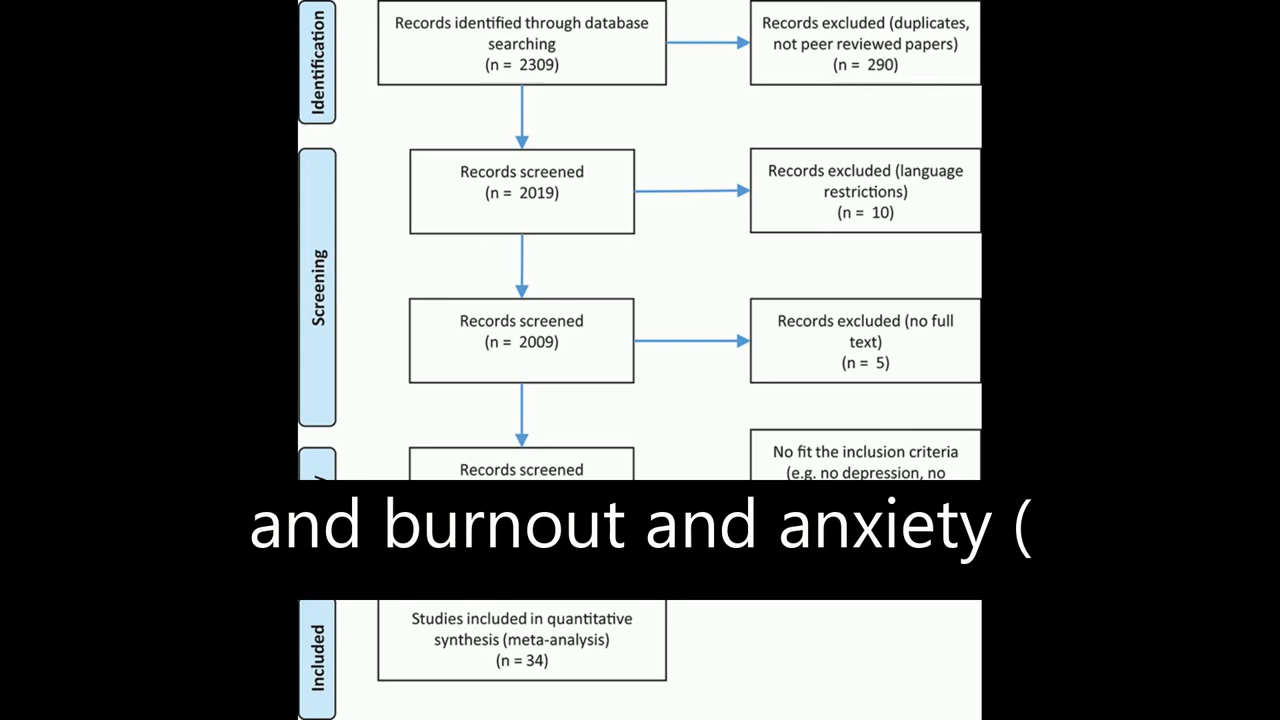 Identification
Records identified through database
searching
(n = 2309)
Records excluded (duplicates,
not peer reviewed papers)
(n = 290)
Screening
Records screened
(n = 2019)
Records excluded (language
restrictions)
(n = 10)
Records screened
(n = 2009)
Records excluded (no full
text)
(n = 5)
Records screened
No fit the inclusion criteria
(e.g. no depression, no
and burnout and anxiety (
Included
Studies included in quantitative
synthesis (meta-analysis)
(n = 34)